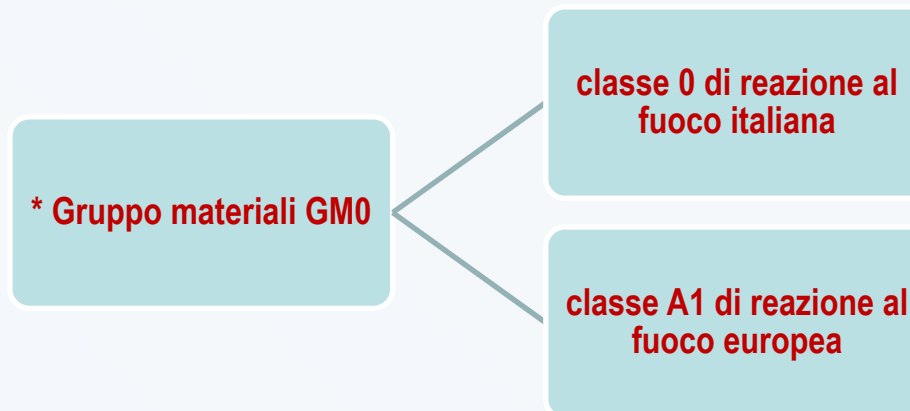 classe 0 di reazione al
fuoco italiana
* Gruppo materiali GM0
classe A1 di reazione al
fuoco europea